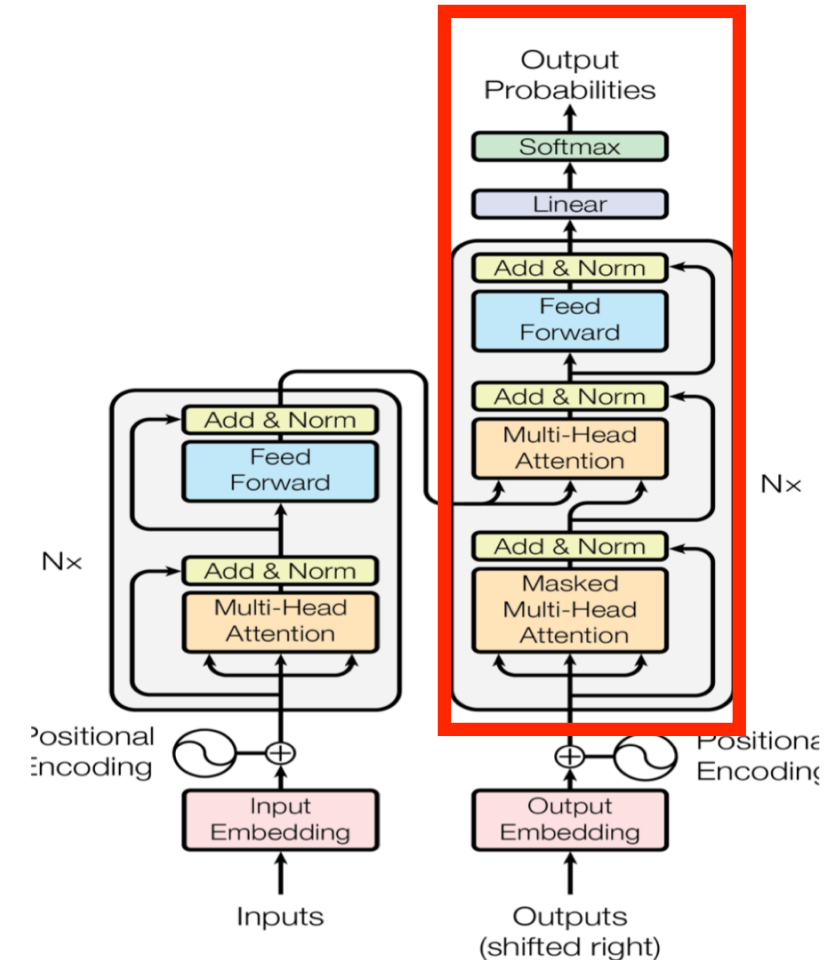 Output
Probabilities
Softmax
Linear
Add & Norm
Feed
Forward
Add & Norm
Multi-Head
Attention
Add & Norm
Masked
Multi-Head
Attention
Nx
Add & Norm
Feed
Forward
Add & Norm
Multi-Head
Attention
Nx
Positional
Encoding
Input
Embedding
Inputs
Positional
Encoding
Output
Embedding
Outputs
(shifted right)